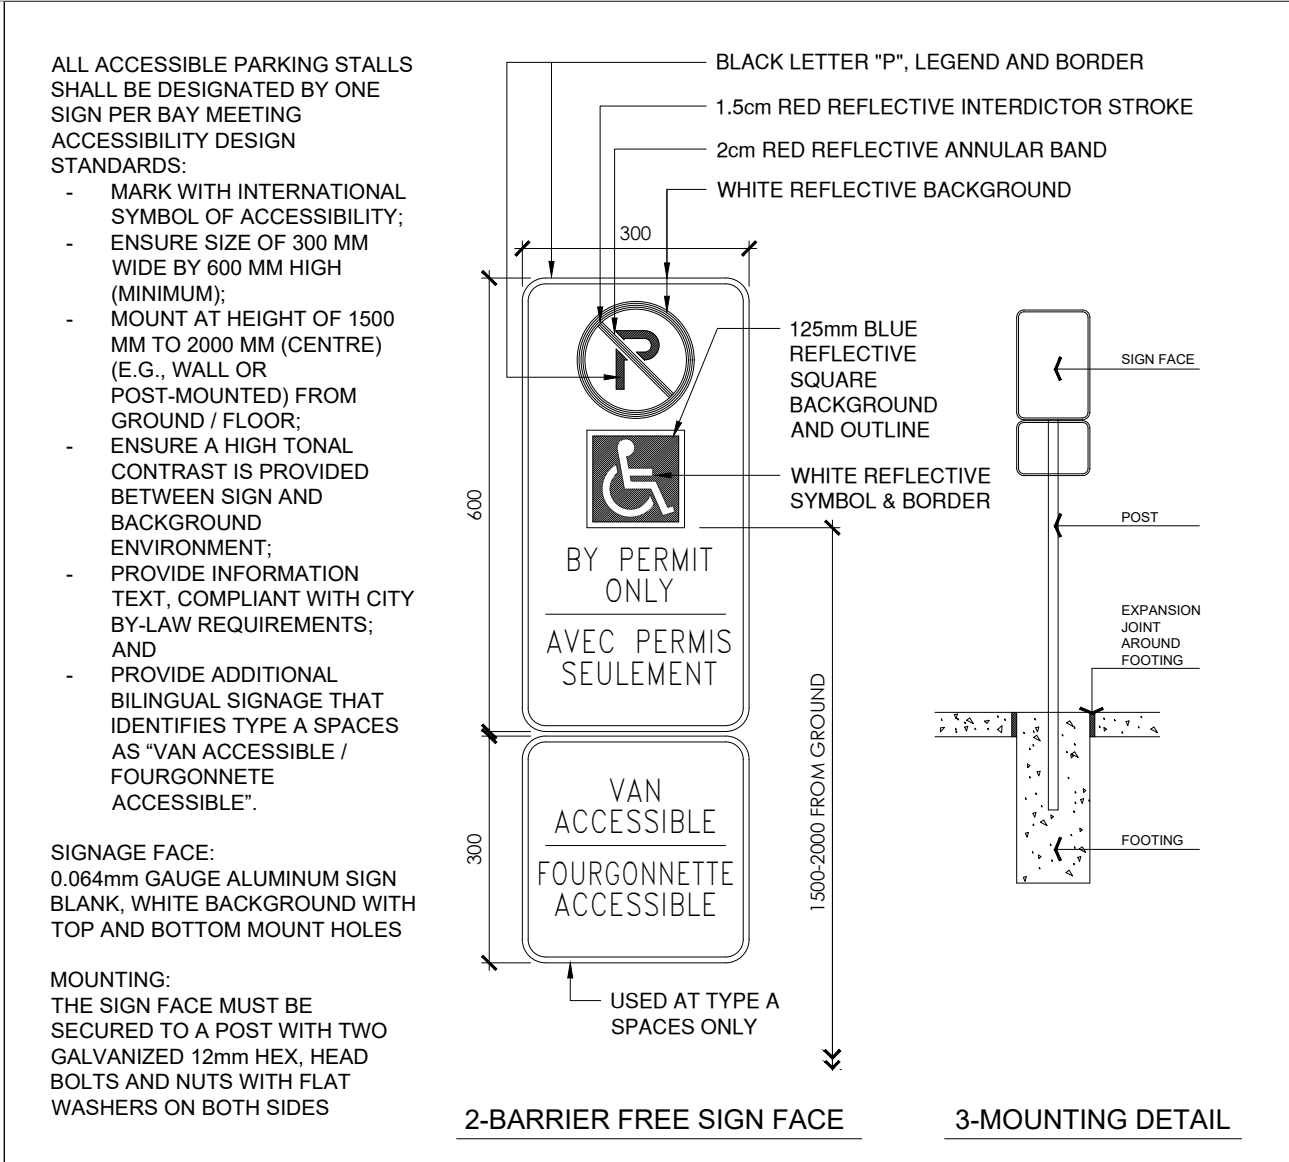 ALL ACCESSIBLE PARKING STALLS
SHALL BE DESIGNATED BY ONE
SIGN PER BAY MEETING
ACCESSIBILITY DESIGN
STANDARDS:
- MARK WITH INTERNATIONAL
SYMBOL OF ACCESSIBILITY;
- ENSURE SIZE OF 300 MM
WIDE BY 600 MM HIGH
(MINIMUM);
- MOUNT AT HEIGHT OF 1500
MM TO 2000 MM (CENTRE)
(E.G., WALL OR
POST-MOUNTED) FROM
GROUND / FLOOR;
- ENSURE A HIGH TONAL
CONTRAST IS PROVIDED
BETWEEN SIGN AND
BACKGROUND
ENVIRONMENT;
- PROVIDE INFORMATION
TEXT, COMPLIANT WITH CITY
BY-LAW REQUIREMENTS;
AND
- PROVIDE ADDITIONAL
BILINGUAL SIGNAGE THAT
IDENTIFIES TYPE A SPACES
AS “VAN ACCESSIBLE /
FOURGONNETE
ACCESSIBLE”.
SIGNAGE FACE:
0.064mm GAUGE ALUMINUM SIGN
BLANK, WHITE BACKGROUND WITH
TOP AND BOTTOM MOUNT HOLES
MOUNTING:
THE SIGN FACE MUST BE
SECURED TO A POST WITH TWO
GALVANIZED 12mm HEX, HEAD
BOLTS AND NUTS WITH FLAT
WASHERS ON BOTH SIDES
BLACK LETTER "P", LEGEND AND BORDER
1.5cm RED REFLECTIVE INTERDICTOR STROKE
2cm RED REFLECTIVE ANNULAR BAND
WHITE REFLECTIVE BACKGROUND
300
P
125mm BLUE
REFLECTIVE
SQUARE
BACKGROUND
AND OUTLINE
WHITE REFLECTIVE
SYMBOL & BORDER
600
BY PERMIT
ONLY
AVEC PERMIS
SEULEMENT
300
VAN
ACCESSIBLE
FOURGONNETTE
ACCESSIBLE
1500-2000 FROM GROUND
USED AT TYPE A
SPACES ONLY
2-BARRIER FREE SIGN FACE
SIGN FACE
POST
EXPANSION
JOINT
AROUND
FOOTING
FOOTING
3-MOUNTING DETAIL